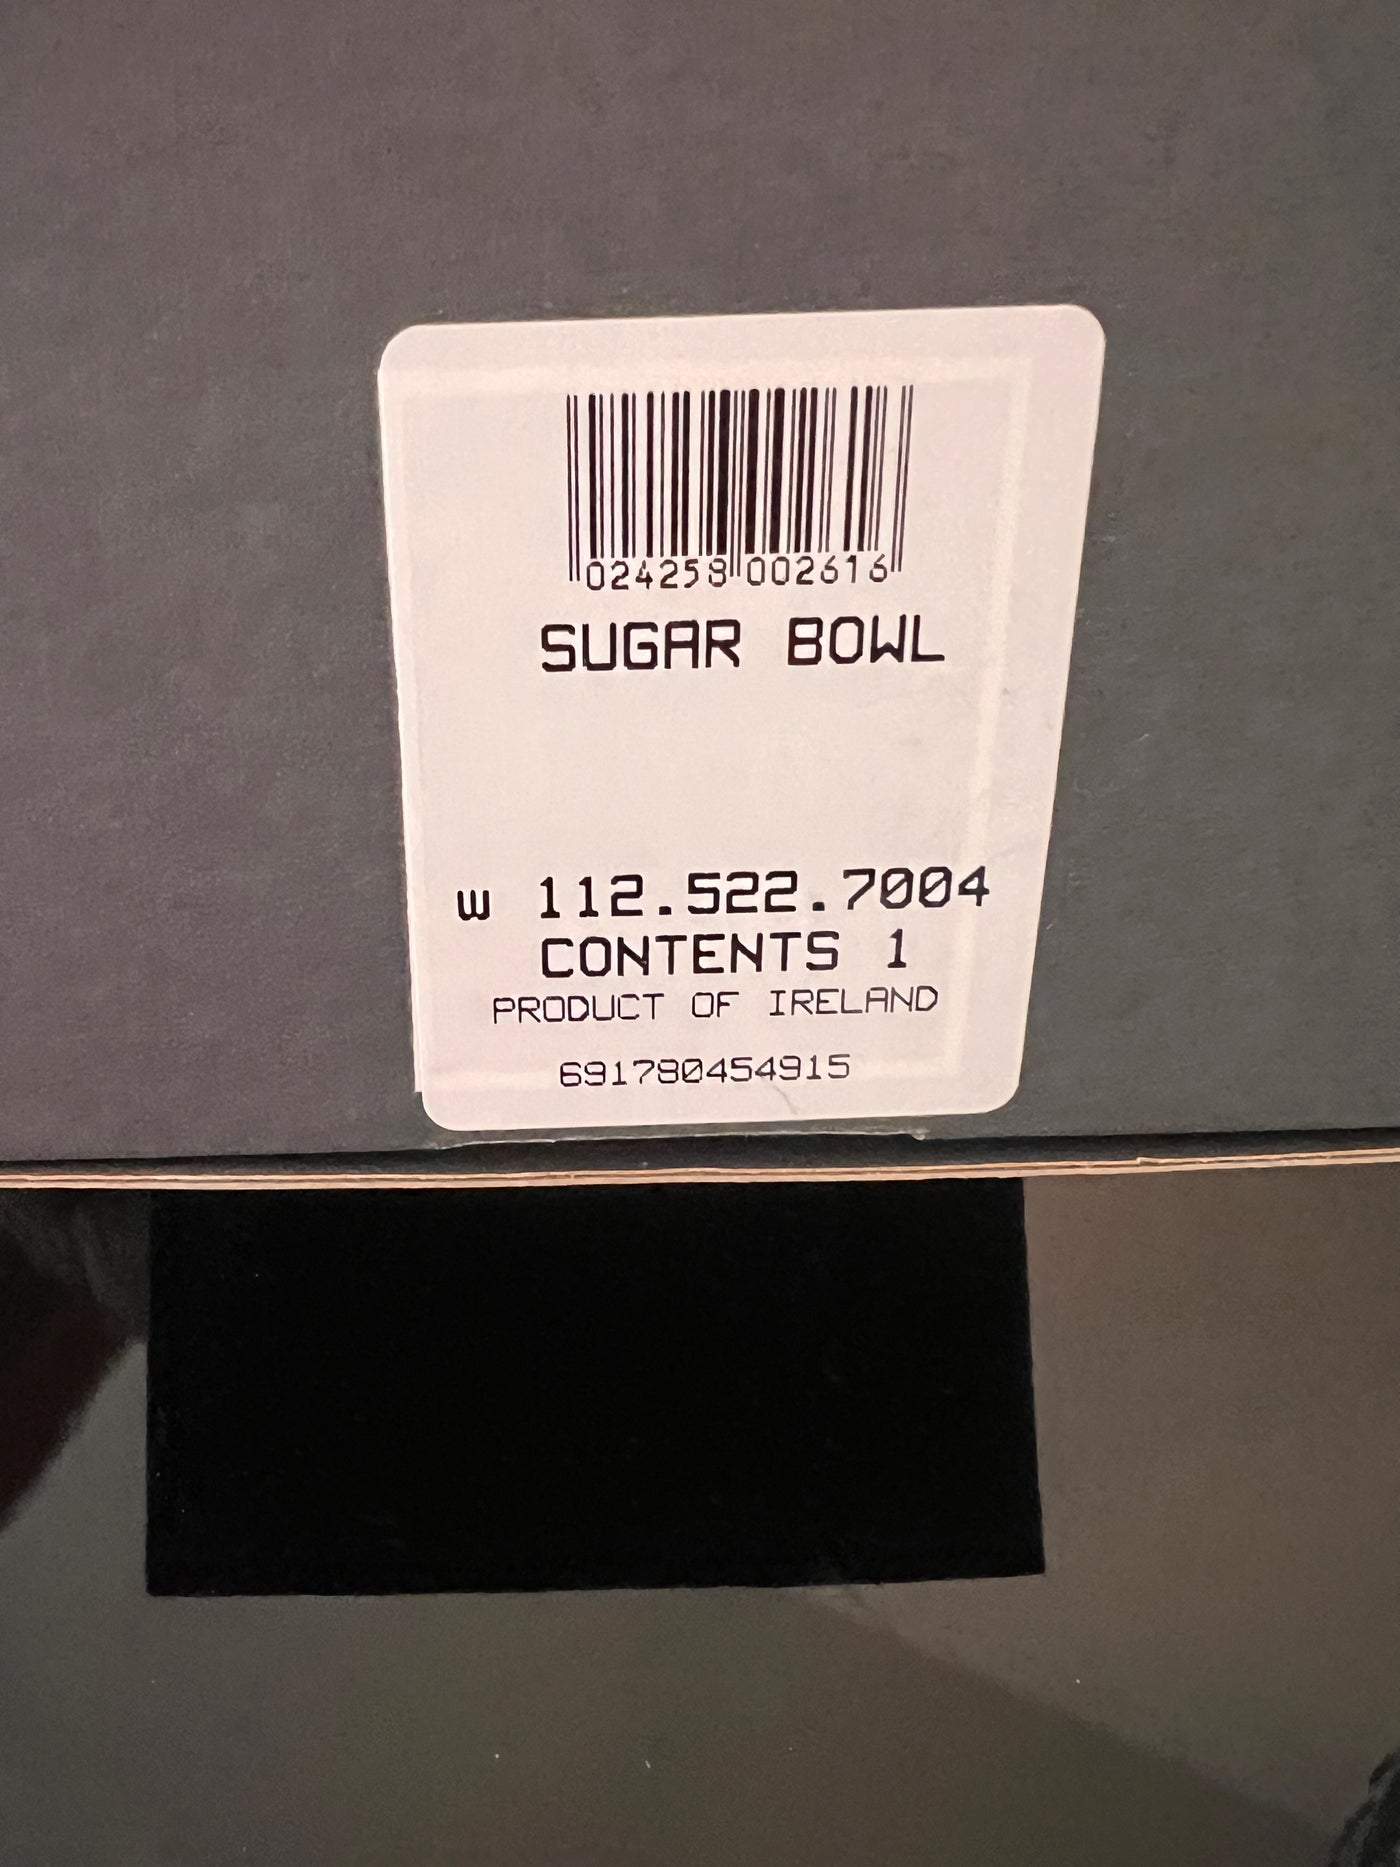 024258 002616
SUGAR BOWL
w 112.522.7004
CONTENTS 1
PRODUCT OF IRELAND
691780454915